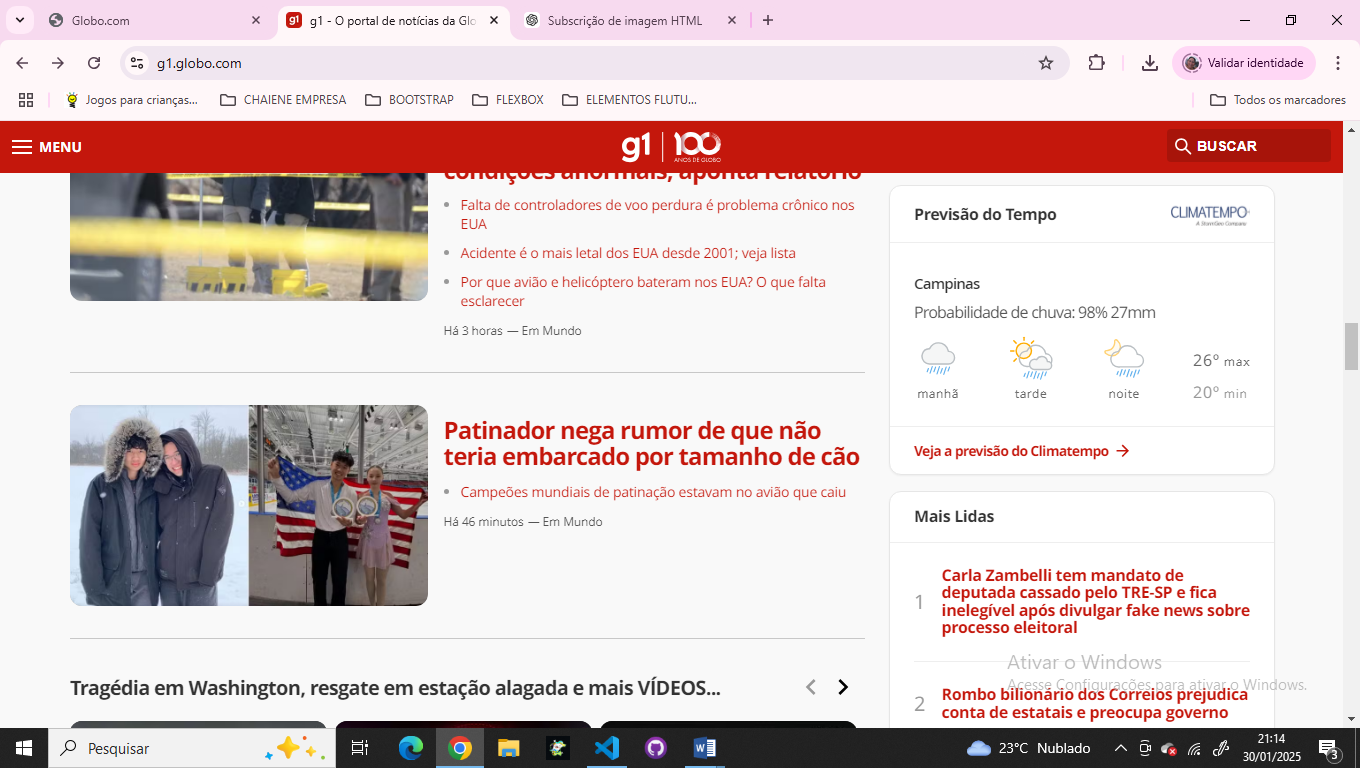 Globo.com
g1 - O portal de notícias da Glo
Subscrição de imagem HTML
g1.globo.com
Validar identidade
Jogos para crianças...
CHAIENE EMPRESA
BOOTSTRAP
FLEXBOX
ELEMENTOS FLUTU...
Todos os marcadores
MENU
g1 | 100
ANOS DE GLOBO
BUSCAR
condições anormais, aponta relatório
Falta de controladores de voo perdura é problema crônico nos
EUA
Acidente é o mais letal dos EUA desde 2001; veja lista
Por que avião e helicóptero bateram nos EUA? O que falta
esclarecer
Há 3 horas — Em Mundo
Patinador nega rumor de que não
teria embarcado por tamanho de cão
Campeões mundiais de patinação estavam no avião que caiu
Há 46 minutos — Em Mundo
Tragédia em Washington, resgate em estação alagada e mais VÍDEOS...
Previsão do Tempo
CLIMATEMPO
A StormGeo Company
Campinas
Probabilidade de chuva: 98% 27mm
manhã
tarde
noite
26º max
20º min
Veja a previsão do Climatempo
Mais Lidas
1
Carla Zambelli tem mandato de
deputada cassado pelo TRE-SP e fica
inelegível após divulgar fake news sobre
processo eleitoral
Ativar o Windows
Acesse Configurações para ativar o Windows.
2
Rombo bilionário dos Correios prejudica
conta de estatais e preocupa governo
Pesquisar
23°C Nublado
21:14
30/01/2025
3